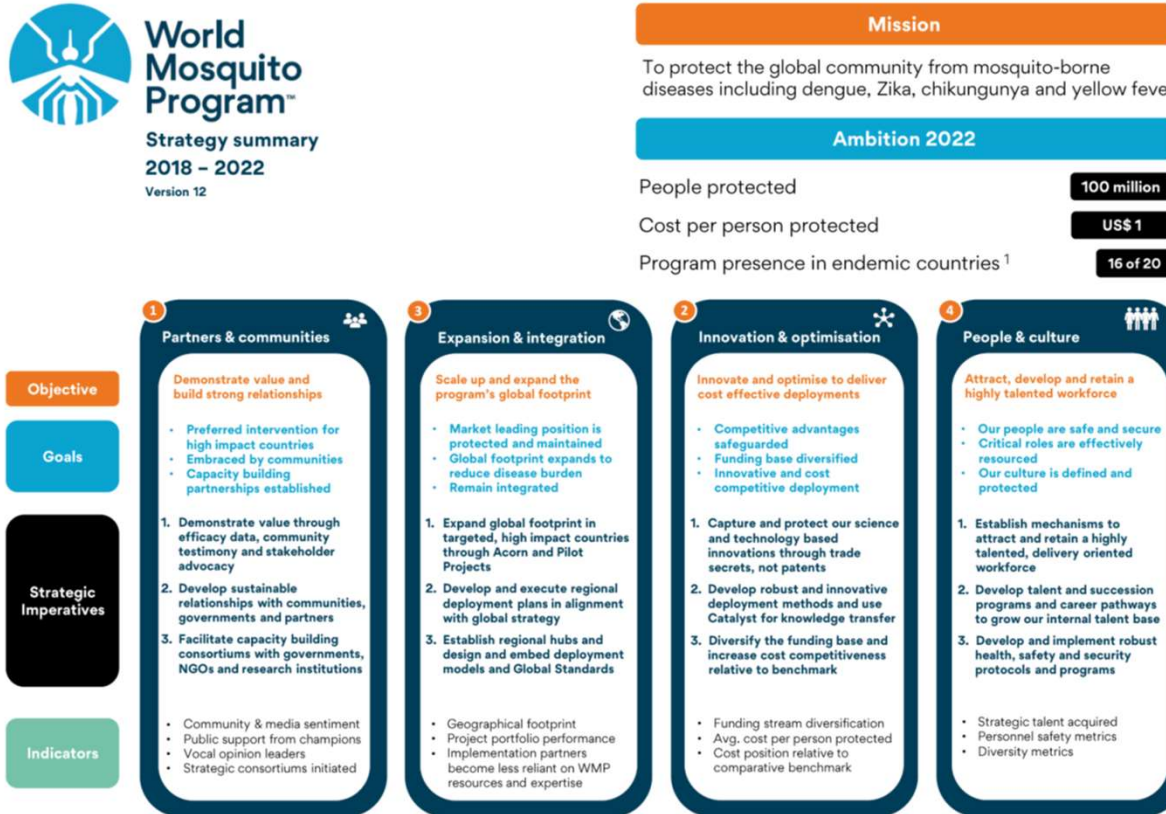 World
Mosquito
Program™
Strategy summary
2018 – 2022
Version 12
Mission
To protect the global community from mosquito-borne
diseases including dengue, Zika, chikungunya and yellow feve
Ambition 2022
People protected
100 million
Cost per person protected
US$ 1
Program presence in endemic countries 1
16 of 20
Objective
Goals
Strategic
Imperatives
Indicators
1
Partners & communities
Demonstrate value and
build strong relationships
• Preferred intervention for
high impact countries
• Embraced by communities
• Capacity building
partnerships established
1. Demonstrate value through
efficacy data, community
testimony and stakeholder
advocacy
2. Develop sustainable
relationships with communities,
governments and partners
3. Facilitate capacity building
consortiums with governments,
NGOs and research institutions
• Community & media sentiment
• Public support from champions
• Vocal opinion leaders
• Strategic consortiums initiated
3
Expansion & integration
Scale up and expand the
program's global footprint
• Market leading position is
protected and maintained
• Global footprint expands to
reduce disease burden
• Remain integrated
1. Expand global footprint in
targeted, high impact countries
through Acorn and Pilot
Projects
2. Develop and execute regional
deployment plans in alignment
with global strategy
3. Establish regional hubs and
design and embed deployment
models and Global Standards
• Geographical footprint
• Project portfolio performance
• Implementation partners
become less reliant on WMP
resources and expertise
2
Innovation & optimisation
Innovate and optimise to deliver
cost effective deployments
• Competitive advantages
safeguarded
• Funding base diversified
• Innovative and cost
competitive deployment
1. Capture and protect our science
and technology based
innovations through trade
secrets, not patents
2. Develop robust and innovative
deployment methods and use
Catalyst for knowledge transfer
3. Diversify the funding base and
increase cost competitiveness
relative to benchmark
• Funding stream diversification
• Avg. cost per person protected
• Cost position relative to
comparative benchmark
4
People & culture
Attract, develop and retain a
highly talented workforce
• Our people are safe and secure
• Critical roles are effectively
resourced
• Our culture is defined and
protected
1. Establish mechanisms to
attract and retain a highly
talented, delivery oriented
workforce
2. Develop talent and succession
programs and career pathways
to grow our internal talent base
3. Develop and implement robust
health, safety and security
protocols and programs
• Strategic talent acquired
• Personnel safety metrics
• Diversity metrics